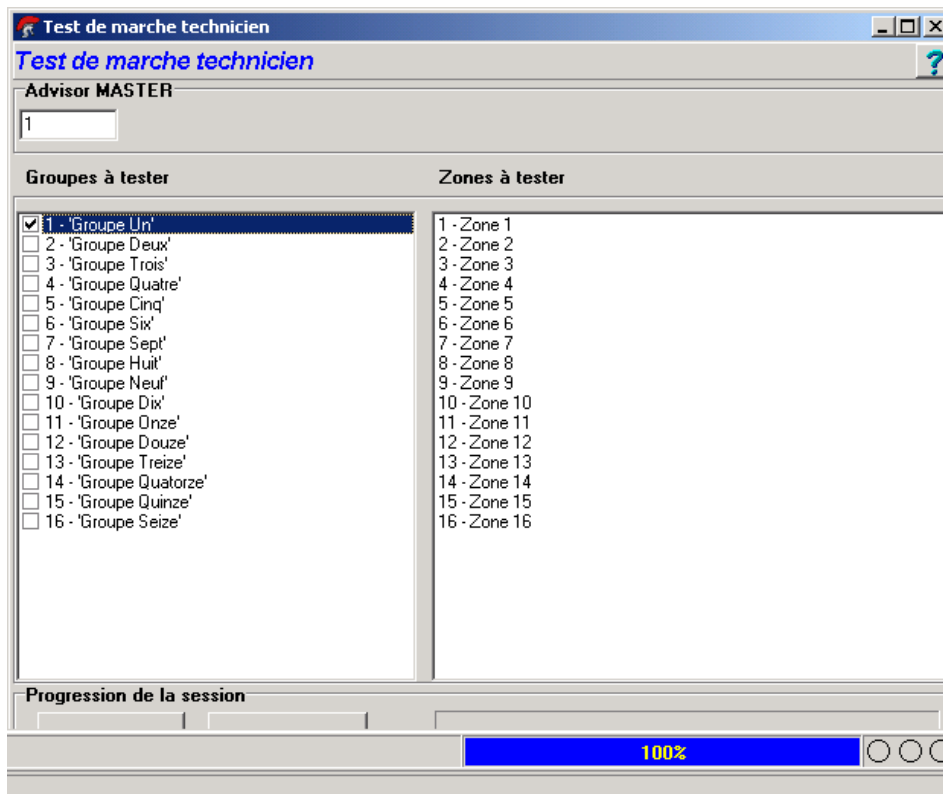 Test de marche technicien
Test de marche technicien
?
Advisor MASTER
1
Groupes à tester
Zones à tester
1 - 'Groupe Un'
2 - 'Groupe Deux'
3 - 'Groupe Trois'
4 - 'Groupe Quatre'
5 - 'Groupe Cinq'
6 - 'Groupe Six'
7 - 'Groupe Sept'
8 - 'Groupe Huit'
9 - 'Groupe Neuf'
10 - 'Groupe Dix'
11 - 'Groupe Onze'
12 - 'Groupe Douze'
13 - 'Groupe Treize'
14 - 'Groupe Quatorze'
15 - 'Groupe Quinze'
16 - 'Groupe Seize'
1 - Zone 1
2 - Zone 2
3 - Zone 3
4 - Zone 4
5 - Zone 5
6 - Zone 6
7 - Zone 7
8 - Zone 8
9 - Zone 9
10 - Zone 10
11 - Zone 11
12 - Zone 12
13 - Zone 13
14 - Zone 14
15 - Zone 15
16 - Zone 16
Progression de la session
100%